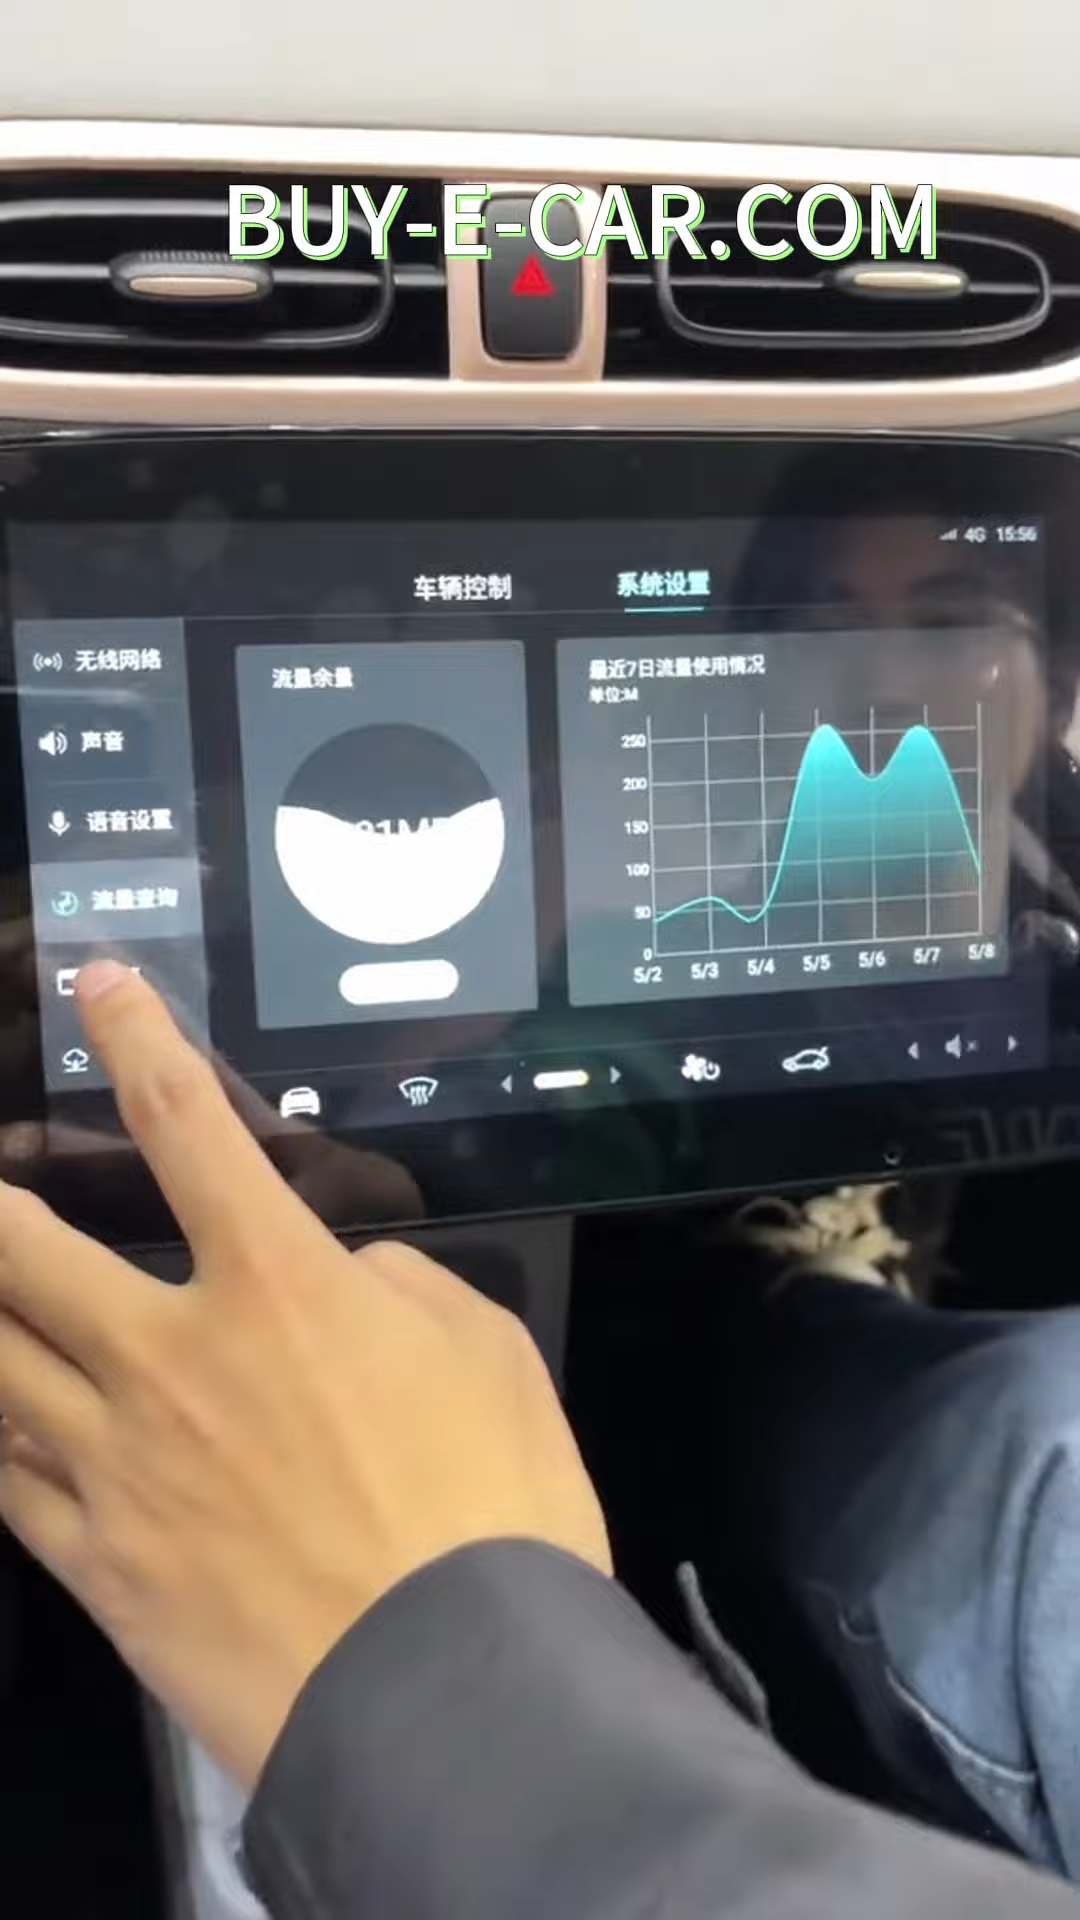 BUY-E-CAR.COM
4G 15:56
车辆控制 系统设置
无线网络
声音
语音设置
流量查询
流量余量
最近7日流量使用情况
单位:M
250
200
150
100
50
0
5/2 5/3 5/4 5/5 5/6 5/7 5/8